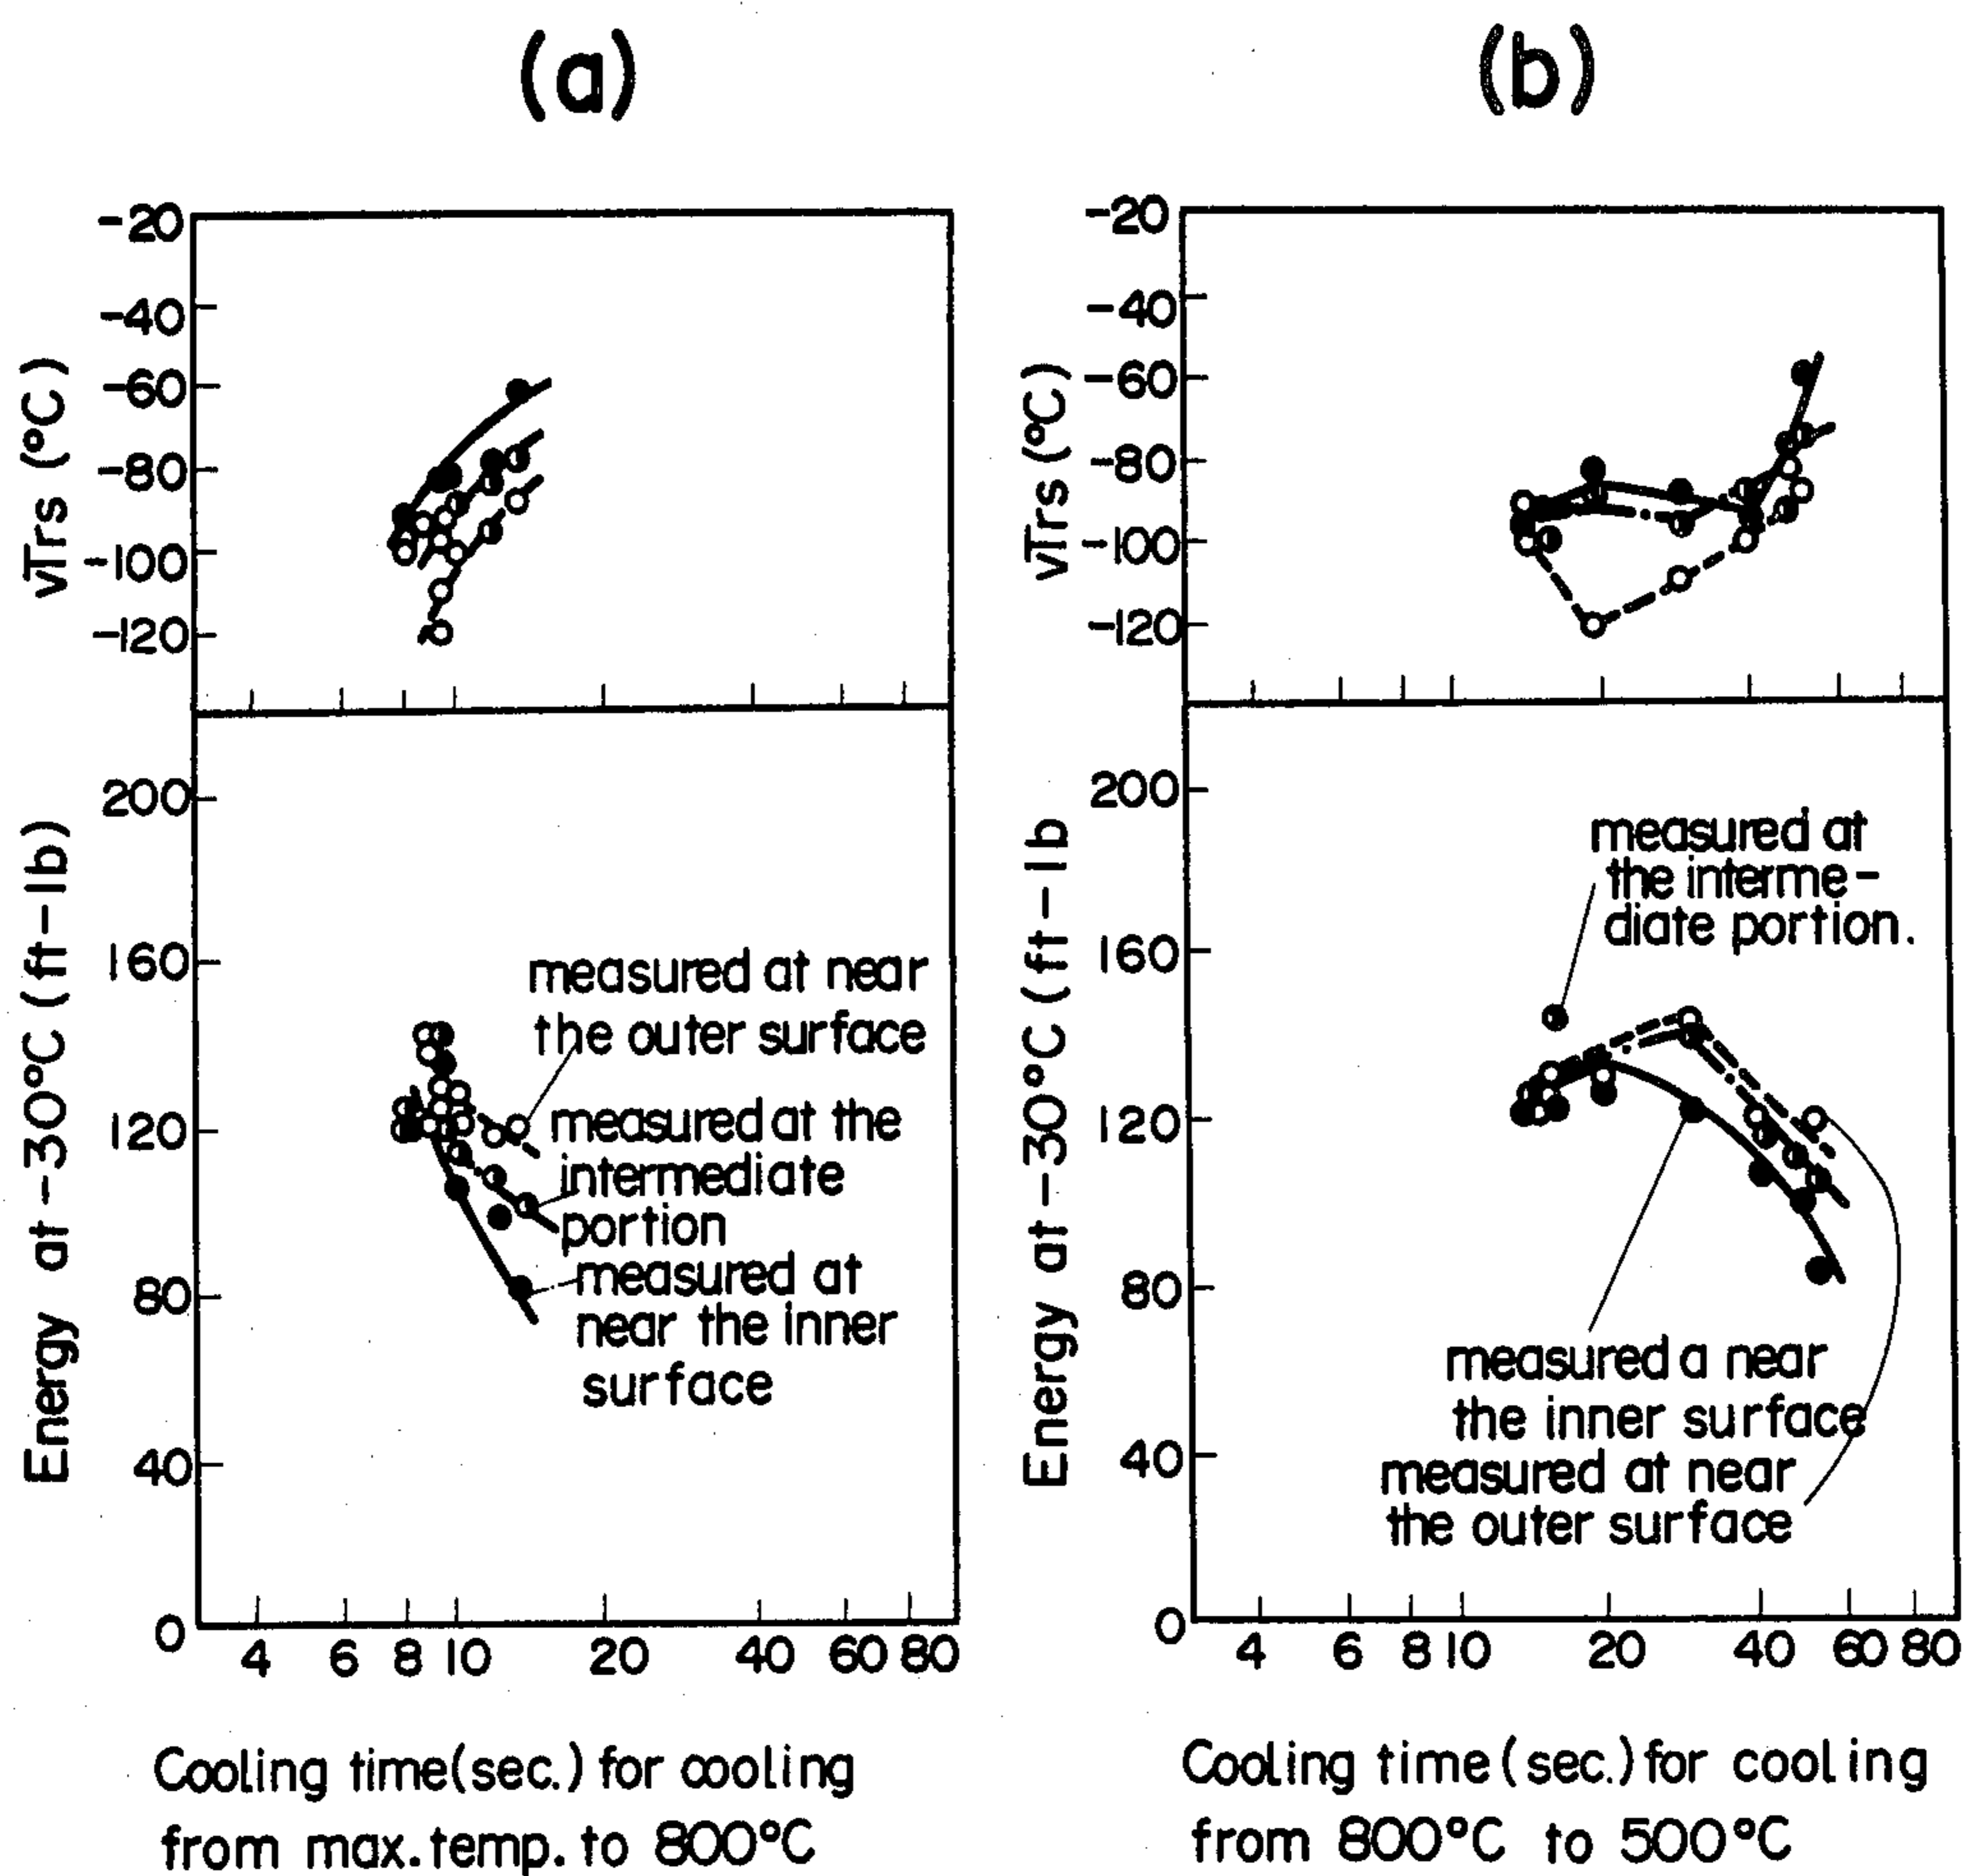 (a)
-20
-40
-60
-80
-100
-120
vTrs (°C)
200
160
120
80
40
0
Energy at -30°C (ft-lb)
measured at near
the outer surface
measured at the
intermediate
portion
measured at
near the inner
surface
4 6 8 10 20 40 60 80
Cooling time(sec.) for cooling
from max. temp. to 800°C
(b)
-20
-40
-60
-80
-100
-120
vTrs (°C)
200
160
120
80
40
0
Energy at -30°C (ft-lb
measured at
the interme-
diate portion.
measured a near
the inner surface
measured at near
the outer surface
4 6 8 10 20 40 60 80
Cooling time (sec.) for cooling
from 800°C to 500°C